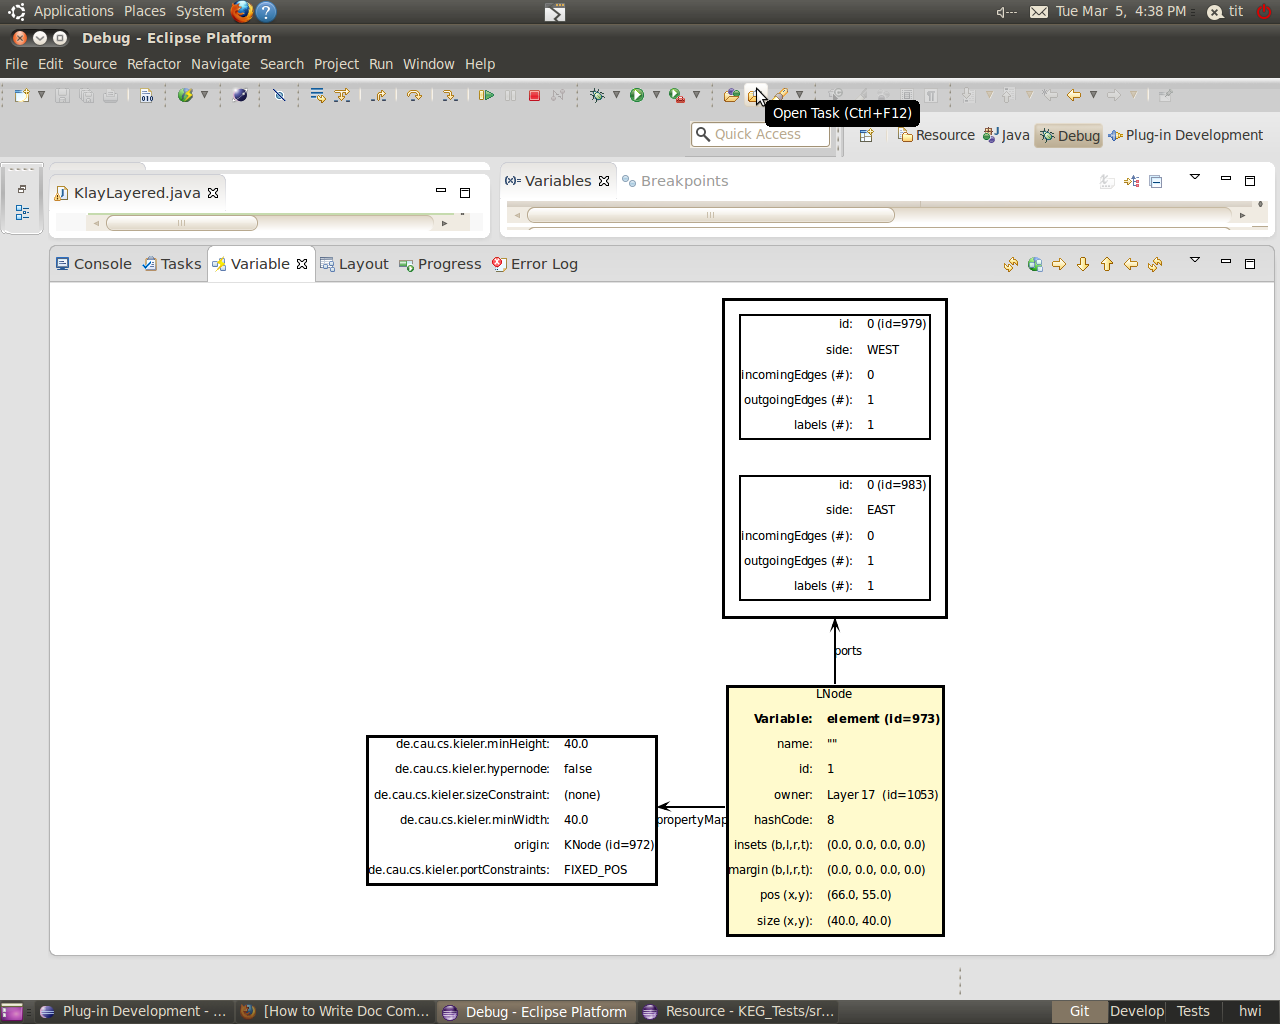 Applications Places System ? Tue Mar 5, 4:38 PM tit
Debug - Eclipse Platform
File Edit Source Refactor Navigate Search Project Run Window Help
010
Open Task (Ctrl+F12)
Quick Access Resource Java Debug Plug-in Development
KlayLayered.java (x)= Variables Breakpoints
Console Tasks Variable Layout Progress Error Log
id: 0 (id=979)
side: WEST
incomingEdges (#): 0
outgoingEdges (#): 1
labels (#): 1
id: 0 (id=983)
side: EAST
incomingEdges (#): 0
outgoingEdges (#): 1
labels (#): 1
ports
LNode
Variable: element (id=973)
name: ""
id: 1
owner: Layer 17 (id=1053)
hashCode: 8
insets (b,l,r,t): (0.0, 0.0, 0.0, 0.0)
margin (b,l,r,t): (0.0, 0.0, 0.0, 0.0)
pos (x,y): (66.0, 55.0)
size (x,y): (40.0, 40.0)
propertyMap
de.cau.cs.kieler.minHeight: 40.0
de.cau.cs.kieler.hypernode: false
de.cau.cs.kieler.sizeConstraint: (none)
de.cau.cs.kieler.minWidth: 40.0
origin: KNode (id=972)
de.cau.cs.kieler.portConstraints: FIXED_POS
Plug-in Development - ... [How to Write Doc Com... Debug - Eclipse Platform Resource - KEG_Tests/sr... Git Develop Tests hwi